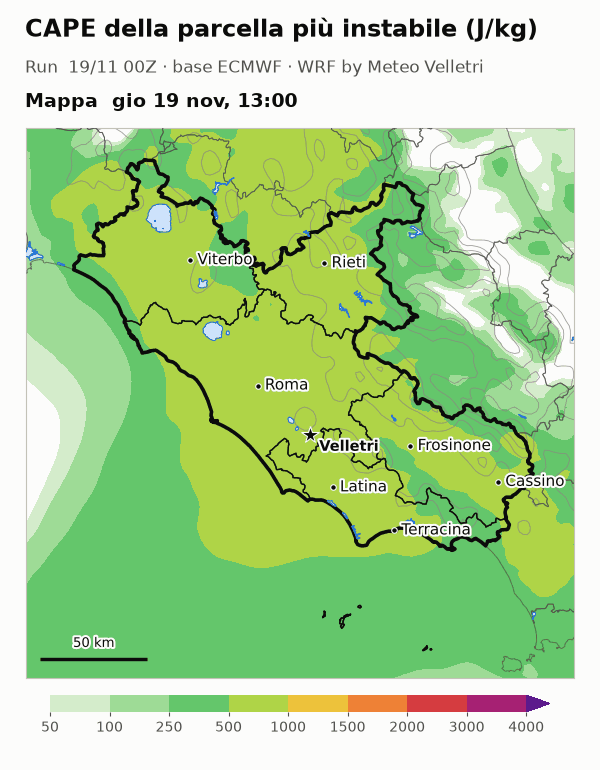 CAPE della parcella più instabile (J/kg)
Run  19/11 00Z · base ECMWF · WRF by Meteo Velletri
Mappa  gio 19 nov, 13:00
Viterbo
Rieti
Roma
Velletri
Frosinone
Cassino
Latina
Terracina
50 km
50 100 250 500 1000 1500 2000 3000 4000